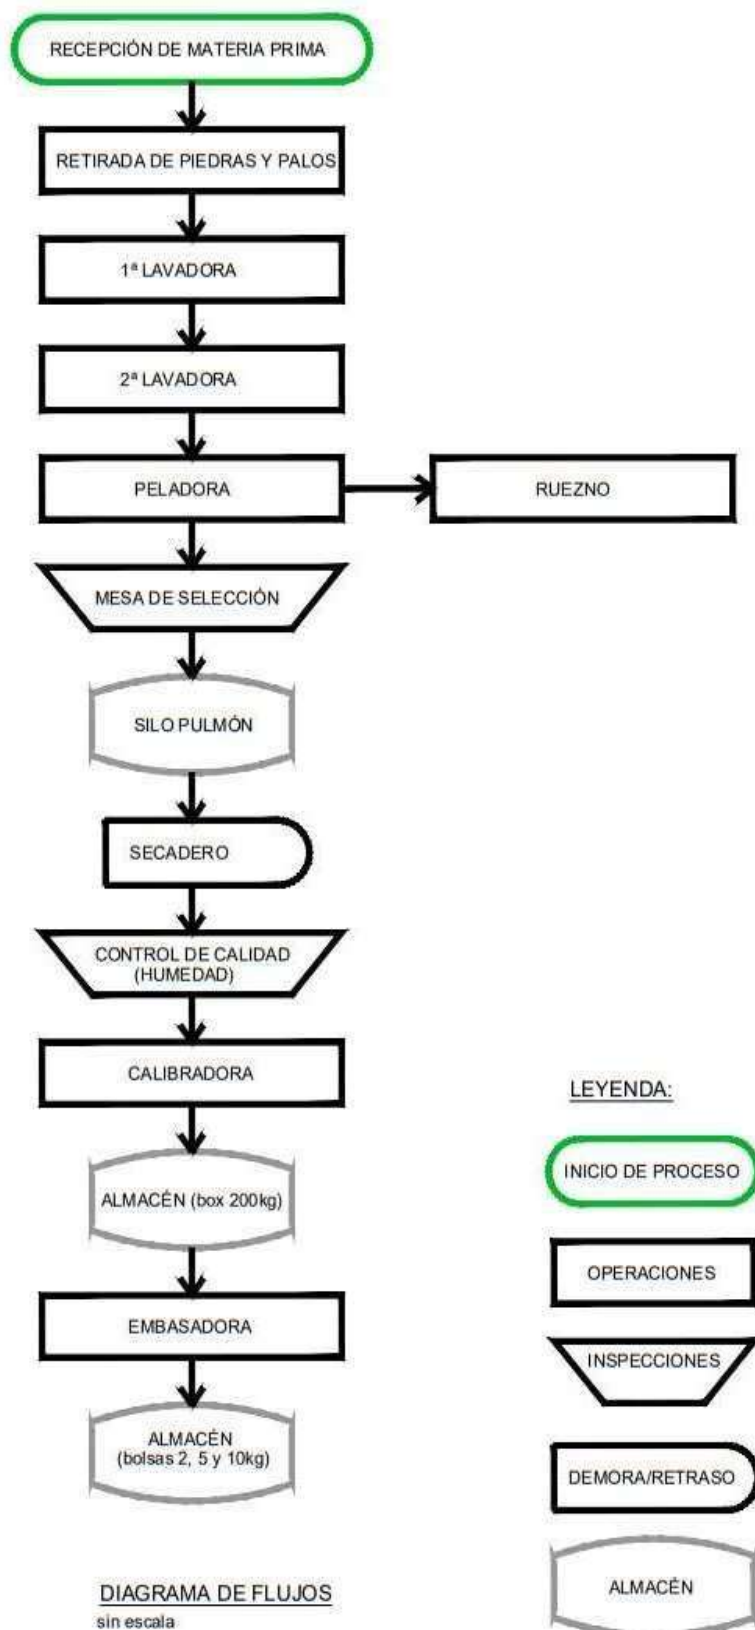 RECEPCIÓN DE MATERIA PRIMA
RETIRADA DE PIEDRAS Y PALOS
1ª LAVADORA
2ª LAVADORA
PELADORA
RUEZNO
MESA DE SELECCIÓN
SILO PULMÓN
SECADERO
CONTROL DE CALIDAD
(HUMEDAD)
CALIBRADORA
ALMACÉN (box 200kg)
EMBASADORA
ALMACÉN
(bolsas 2, 5 y 10kg)
DIAGRAMA DE FLUJOS
sin escala
LEYENDA:
INICIO DE PROCESO
OPERACIONES
INSPECCIONES
DEMORA/RETRASO
ALMACÉN